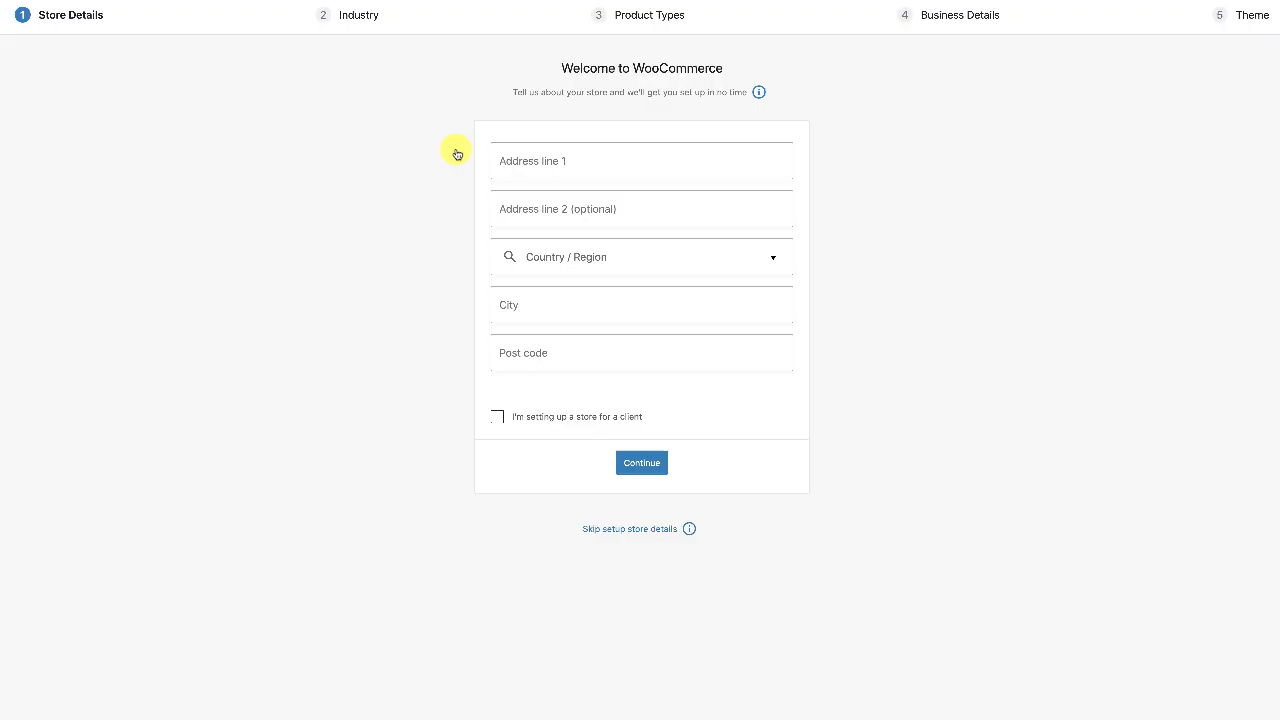 1 Store Details 2 Industry 3 Product Types 4 Business Details 5 Theme
Welcome to WooCommerce
Tell us about your store and we'll get you set up in no time
Address line 1
Address line 2 (optional)
Country / Region
City
Post code
I'm setting up a store for a client
Continue
Skip setup store details